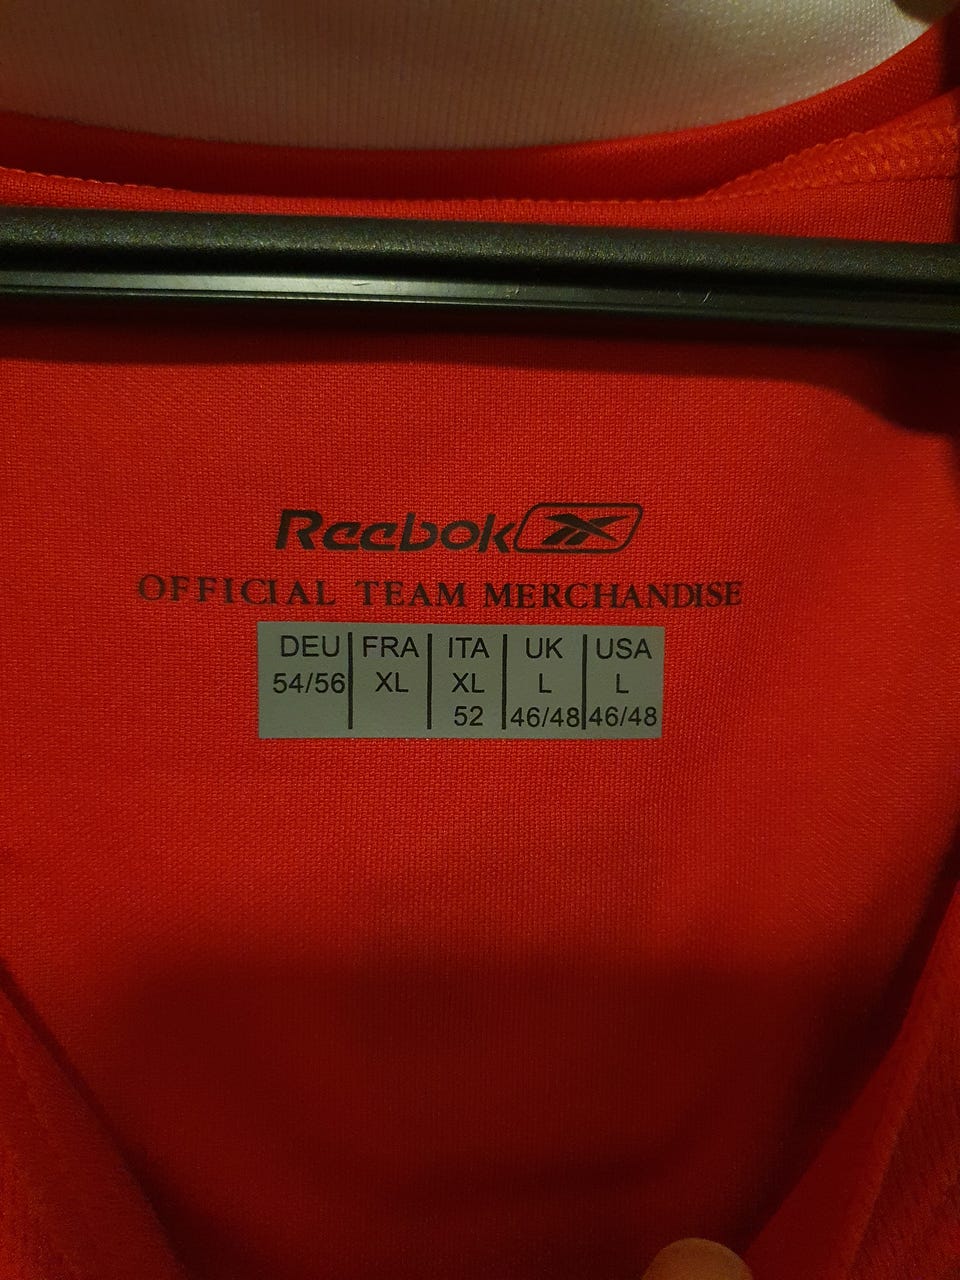 Reebok
OFFICIAL TEAM MERCHANDISE
DEU FRA ITA UK USA
54/56 XL XL L L
52 46/48 46/48